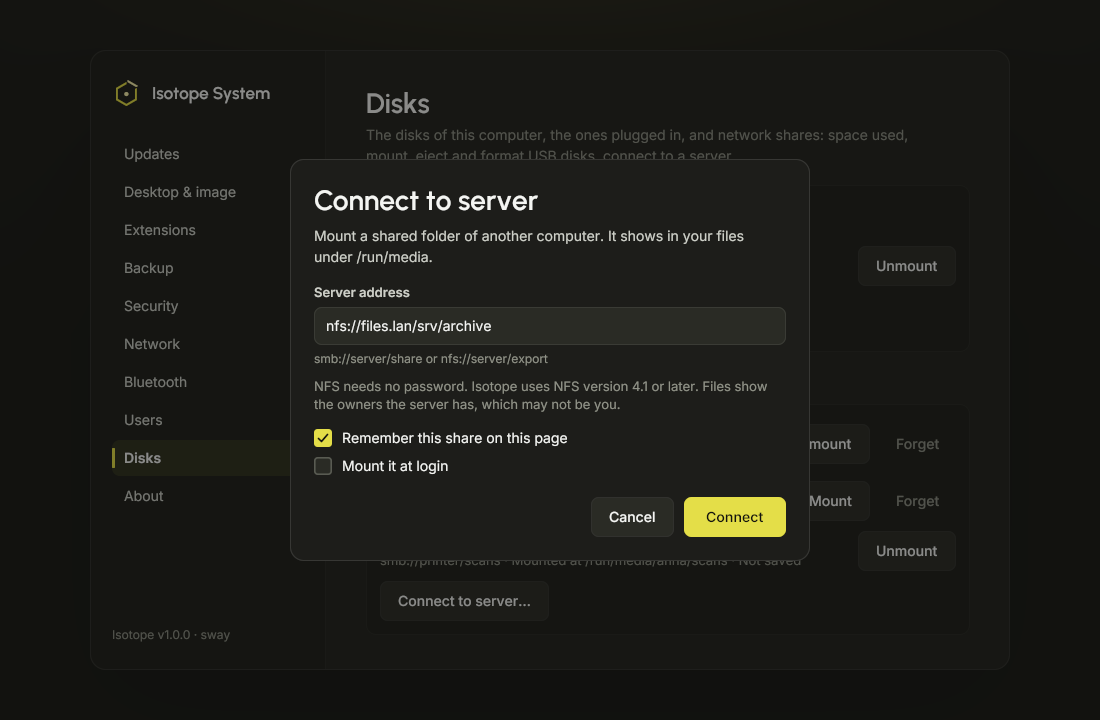 Isotope System
Updates
Desktop & image
Extensions
Backup
Security
Network
Bluetooth
Users
Disks
About
Isotope v1.0.0 · sway
Disks
The disks of this computer, the ones plugged in, and network shares: space used,
mount, eject and format USB disks, connect to a server.
Unmount
Connect to server
Mount a shared folder of another computer. It shows in your files
under /run/media.
Server address
nfs://files.lan/srv/archive
smb://server/share or nfs://server/export
NFS needs no password. Isotope uses NFS version 4.1 or later. Files show
the owners the server has, which may not be you.
Remember this share on this page
Mount it at login
Cancel Connect
mount Forget
Mount Forget
Unmount
smb://printer/scans · Mounted at /run/media/anna/scans · Not saved
Connect to server...